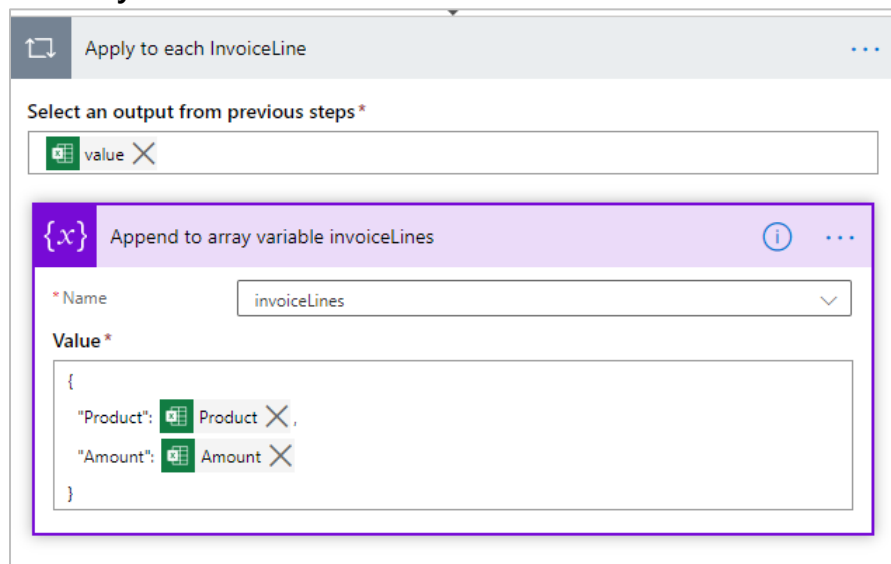 Apply to each InvoiceLine
Select an output from previous steps*
value
{x} Append to array variable invoiceLines
* Name invoiceLines
Value*
{
"Product": Product ,
"Amount": Amount
}